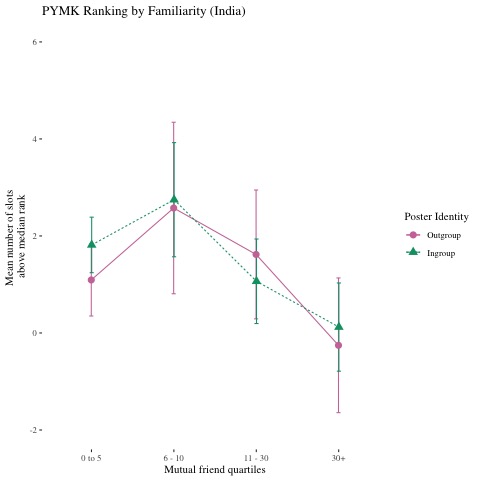 PYMK Ranking by Familiarity (India)
6
4
2
0
-2
Mean number of slots
above median rank
0 to 5
6 - 10
11 - 30
30+
Mutual friend quartiles
Poster Identity
Outgroup
Ingroup